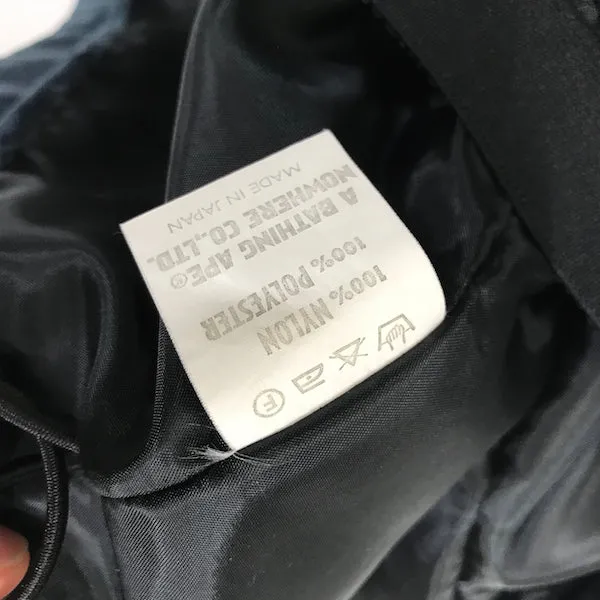 100% NYLON
100% POLYESTER
A BATHING APE®
NOWHERE CO.,LTD.
MADE IN JAPAN
F